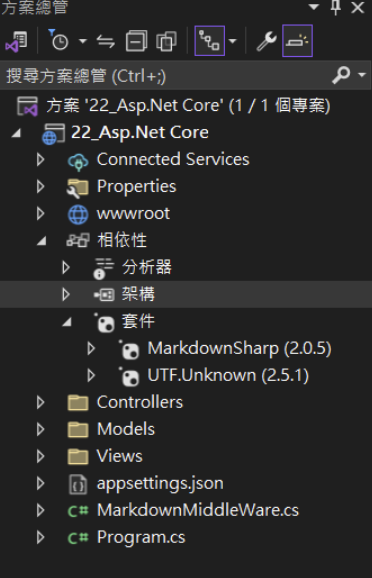 方案總管
搜尋方案總管 (Ctrl+;)
方案 '22_Asp.Net Core' (1 / 1 個專案)
22_Asp.Net Core
Connected Services
Properties
wwwroot
相依性
分析器
架構
套件
MarkdownSharp (2.0.5)
UTF.Unknown (2.5.1)
Controllers
Models
Views
appsettings.json
C# MarkdownMiddleWare.cs
C# Program.cs